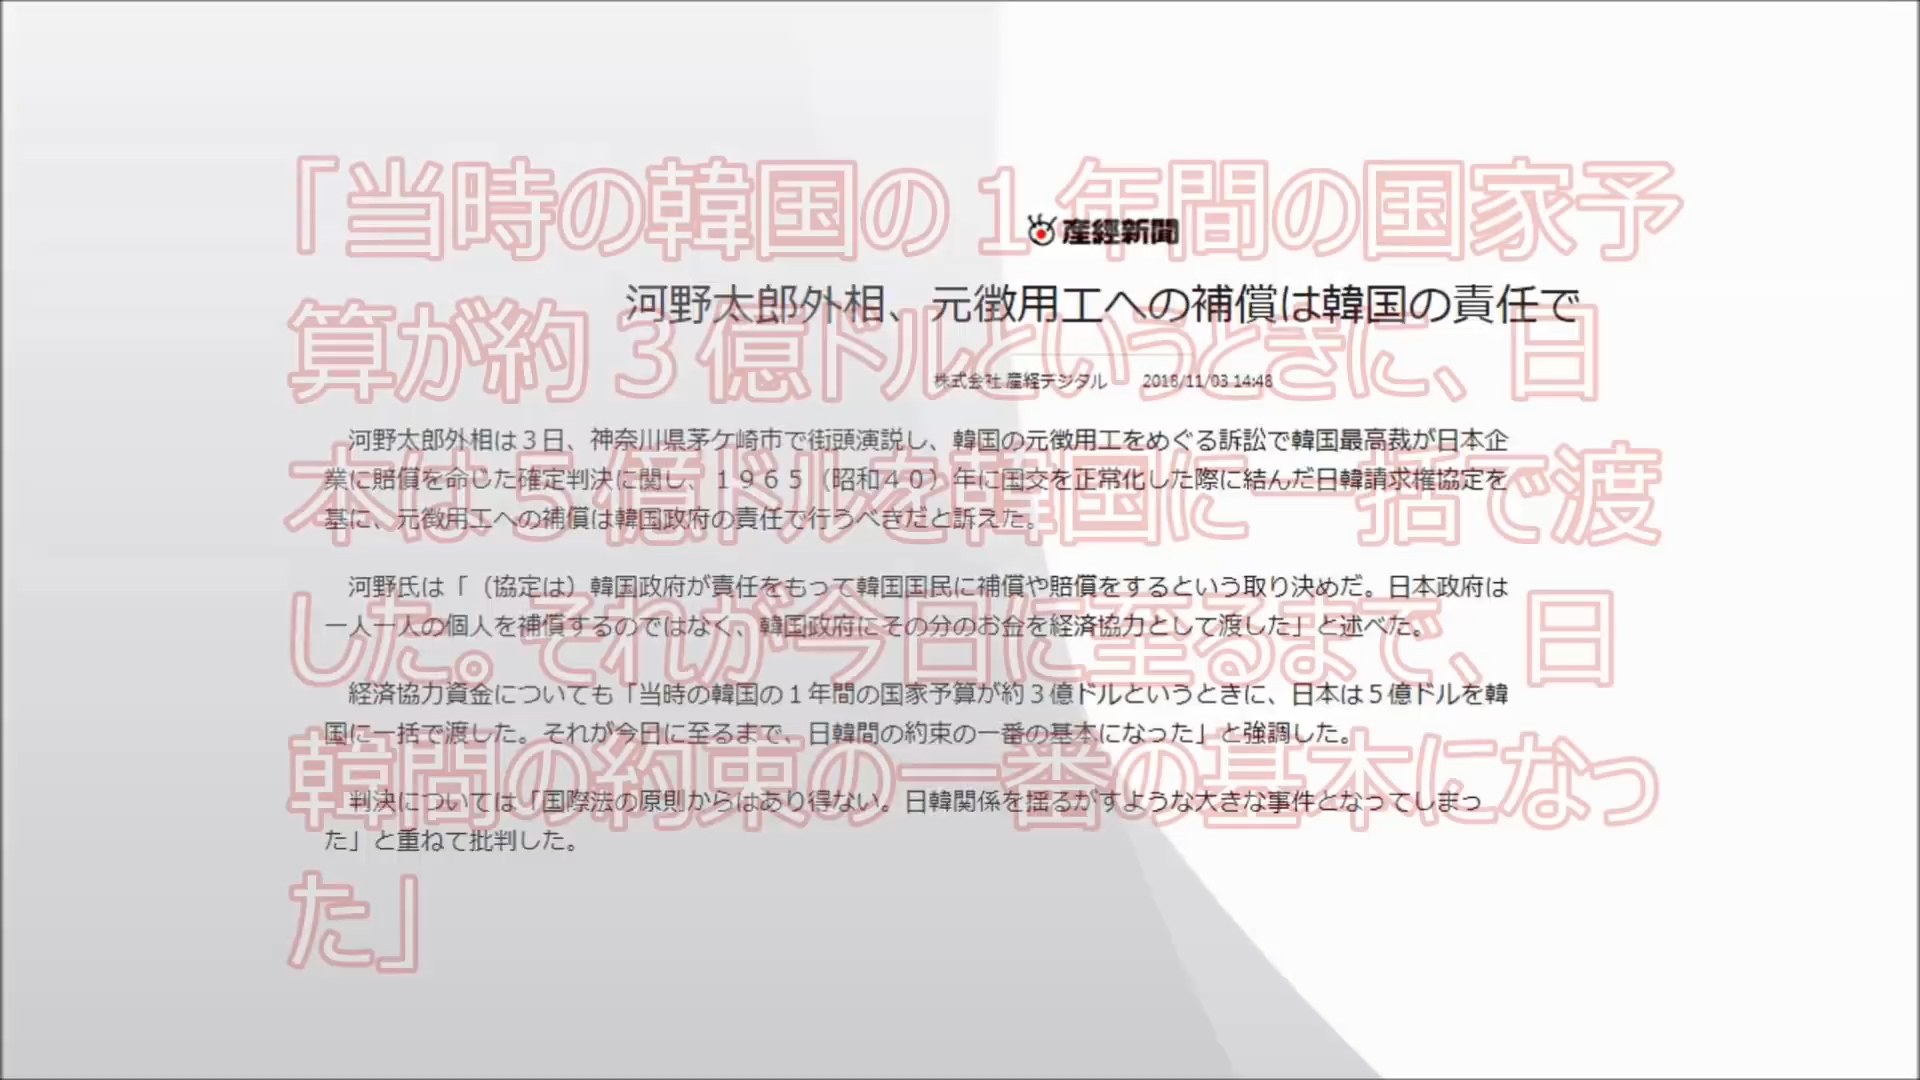 産經新聞
河野太郎外相、元徴用工への補償は韓国の責任で
株式会社 産経デジタル 2018/11/03 14:48
河野太郎外相は３日、神奈川県茅ケ崎市で街頭演説し、韓国の元徴用工をめぐる訴訟で韓国最高裁が日本企
業に賠償を命じた確定判決に関し、１９６５（昭和４０）年に国交を正常化した際に結んだ日韓請求権協定を
基に、元徴用工への補償は韓国政府の責任で行うべきだと訴えた。
河野氏は「（協定は）韓国政府が責任をもって韓国国民に補償や賠償をするという取り決めだ。日本政府は
一人一人の個人を補償するのではなく、韓国政府にその分のお金を経済協力として渡した」と述べた。
経済協力資金についても「当時の韓国の１年間の国家予算が約３億ドルというときに、日本は５億ドルを韓
国に一括で渡した。それが今日に至るまで、日韓間の約束の一番の基本になった」と強調した。
判決については「国際法の原則からはあり得ない。日韓関係を揺るがすような大きな事件となってしまっ
た」と重ねて批判した。
「当時の韓国の１年間の国家予
算が約３億ドルというときに、日
本は５億ドルを韓国に一括で渡
した。それが今日に至るまで、日
韓間の約束の一番の基本になっ
た」